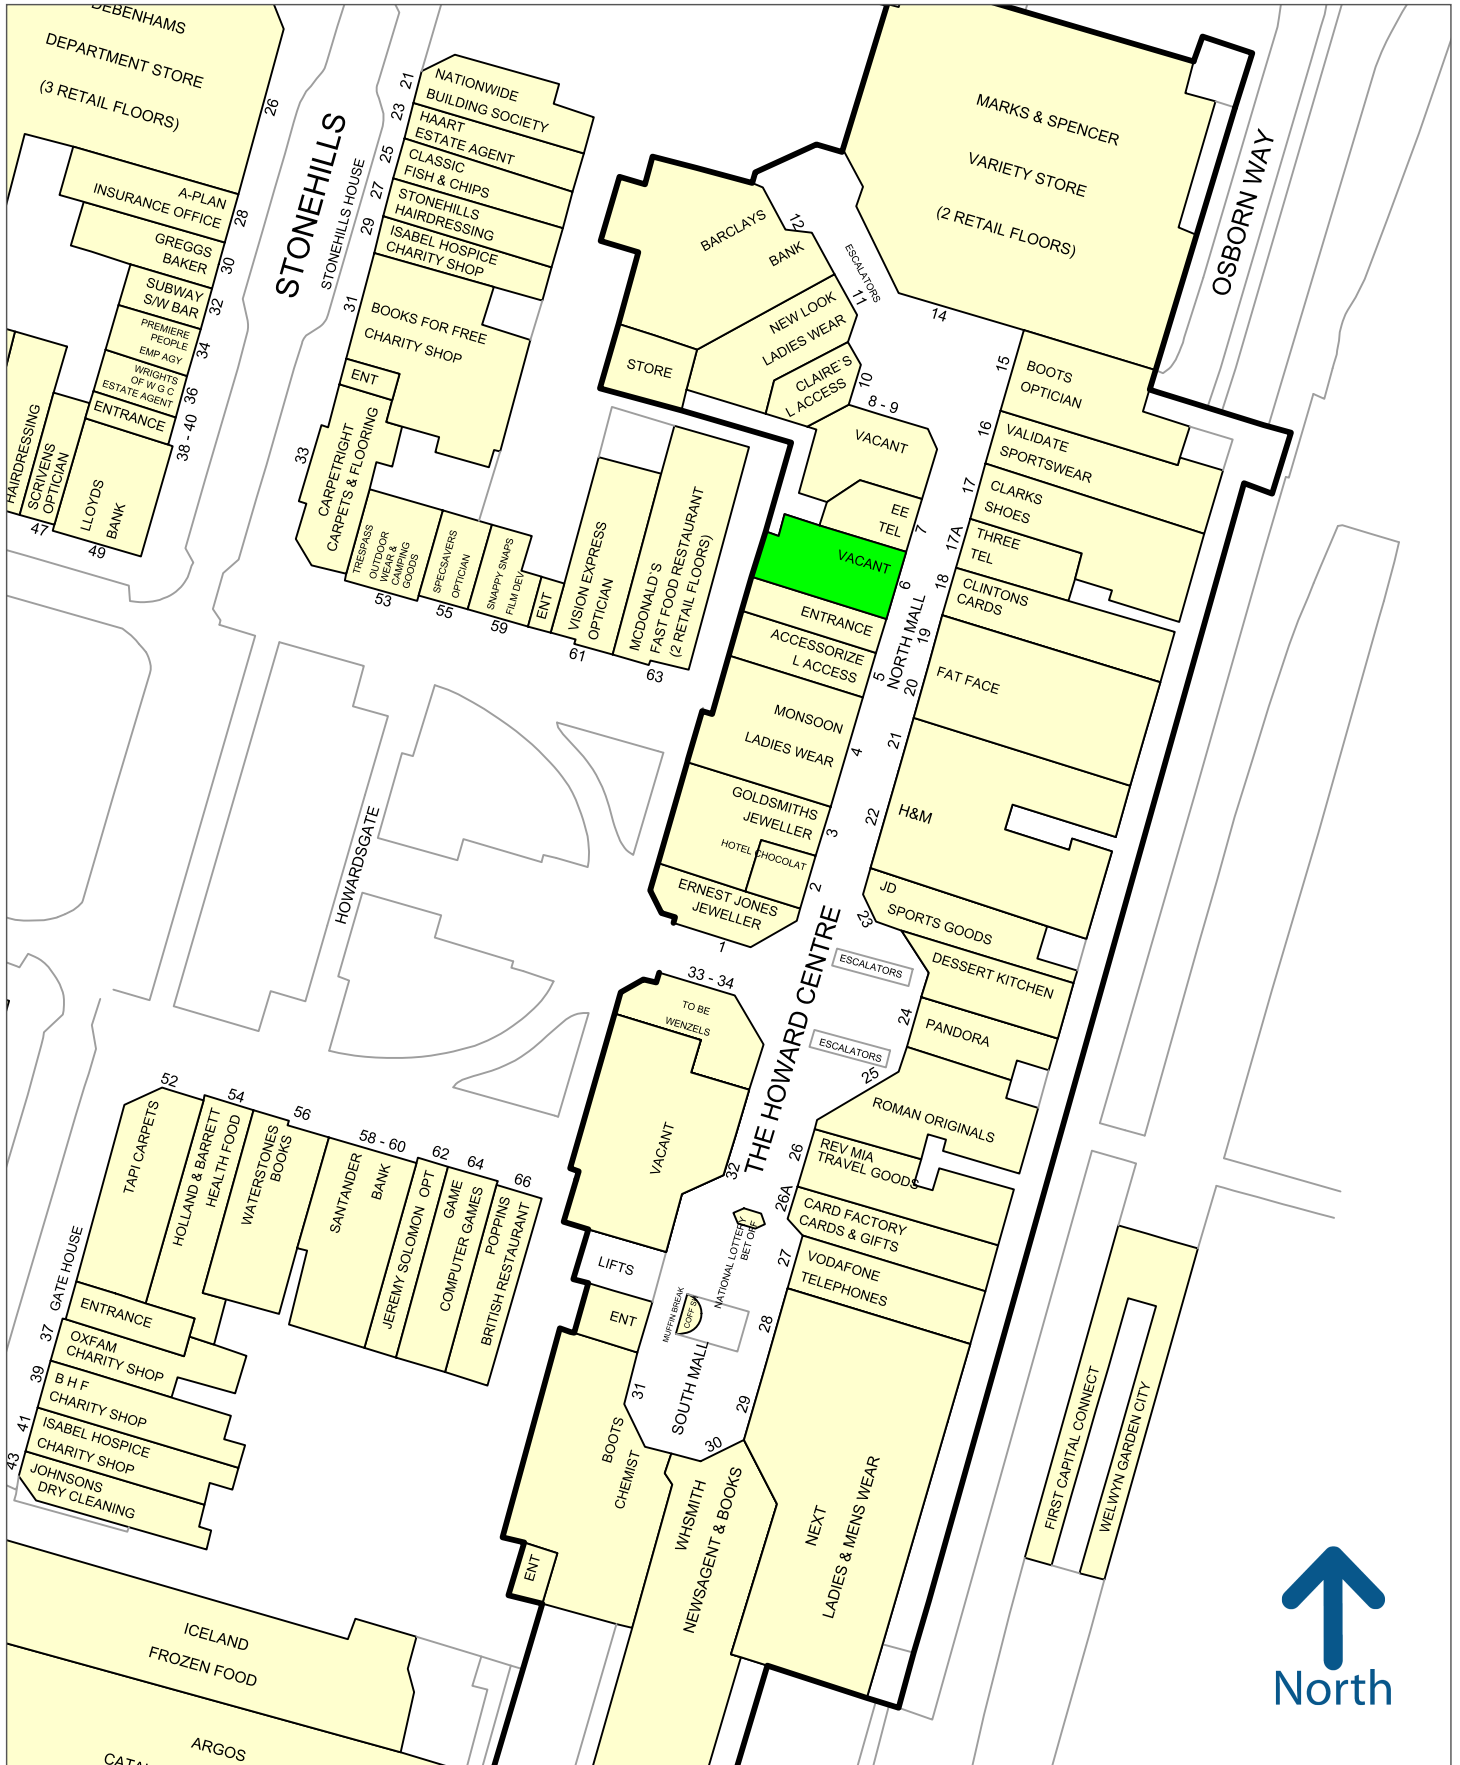 DEBENHAMS
DEPARTMENT STORE
(3 RETAIL FLOORS)
26
A-PLAN
INSURANCE OFFICE
28
GREGGS
BAKER
30
SUBWAY
S/W BAR
32
PREMIERE
PEOPLE
EMP AGY
34
WRIGHTS
OF W G C
ESTATE AGENT
36
ENTRANCE
38 - 40
HAIRDRESSING
SCRIVENS
OPTICIAN
47
LLOYDS
BANK
49
STONEHILLS
STONEHILLS HOUSE
21
NATIONWIDE
BUILDING SOCIETY
23
HAART
ESTATE AGENT
25
CLASSIC
FISH & CHIPS
27
STONEHILLS
HAIRDRESSING
29
ISABEL HOSPICE
CHARITY SHOP
31
BOOKS FOR FREE
CHARITY SHOP
ENT
33
CARPETRIGHT
CARPETS & FLOORING
TRESPASS
OUTDOOR
WEAR &
CAMPING
GOODS
53
SPECSAVERS
OPTICIAN
55
SNAPPY SNAPS
FILM DEV
59
ENT
VISION EXPRESS
OPTICIAN
61
MCDONALD`S
FAST FOOD RESTAURANT
(2 RETAIL FLOORS)
63
MARKS & SPENCER
VARIETY STORE
(2 RETAIL FLOORS)
14
OSBORN WAY
BARCLAYS
BANK
12
ESCALATORS
11
NEW LOOK
LADIES WEAR
STORE
CLAIRE`S
L ACCESS
10
8 - 9
VACANT
EE
TEL
7
VACANT
6
ENTRANCE
NORTH MALL
ACCESSORIZE
L ACCESS
5
MONSOON
LADIES WEAR
4
GOLDSMITHS
JEWELLER
3
HOTEL CHOCOLAT
2
ERNEST JONES
JEWELLER
1
15
BOOTS
OPTICIAN
16
VALIDATE
SPORTSWEAR
17
CLARKS
SHOES
17A
THREE
TEL
18
CLINTONS
CARDS
19
20
FAT FACE
21
22
H&M
JD
SPORTS GOODS
23
ESCALATORS
DESSERT KITCHEN
24
PANDORA
ESCALATORS
25
ROMAN ORIGINALS
THE HOWARD CENTRE
HOWARDSGATE
33 - 34
TO BE
WENZELS
VACANT
32
26
REV MIA
TRAVEL GOODS
26A
CARD FACTORY
CARDS & GIFTS
27
VODAFONE
TELEPHONES
NATIONAL LOTTERY
BET OFF
LIFTS
ENT
MUFFIN BREAK
COFF
28
SOUTH MALL
31
29
30
BOOTS
CHEMIST
ENT
WHSMITH
NEWSAGENT & BOOKS
NEXT
LADIES & MENS WEAR
FIRST CAPITAL CONNECT
WELWYN GARDEN CITY
52
TAPI CARPETS
54
HOLLAND & BARRETT
HEALTH FOOD
56
WATERSTONES
BOOKS
58 - 60
SANTANDER
BANK
62
JEREMY SOLOMON OPT
64
GAME
COMPUTER GAMES
66
POPPINS
BRITISH RESTAURANT
GATE HOUSE
ENTRANCE
37
OXFAM
CHARITY SHOP
39
B H F
CHARITY SHOP
41
ISABEL HOSPICE
CHARITY SHOP
43
JOHNSONS
DRY CLEANING
ICELAND
FROZEN FOOD
ARGOS
North